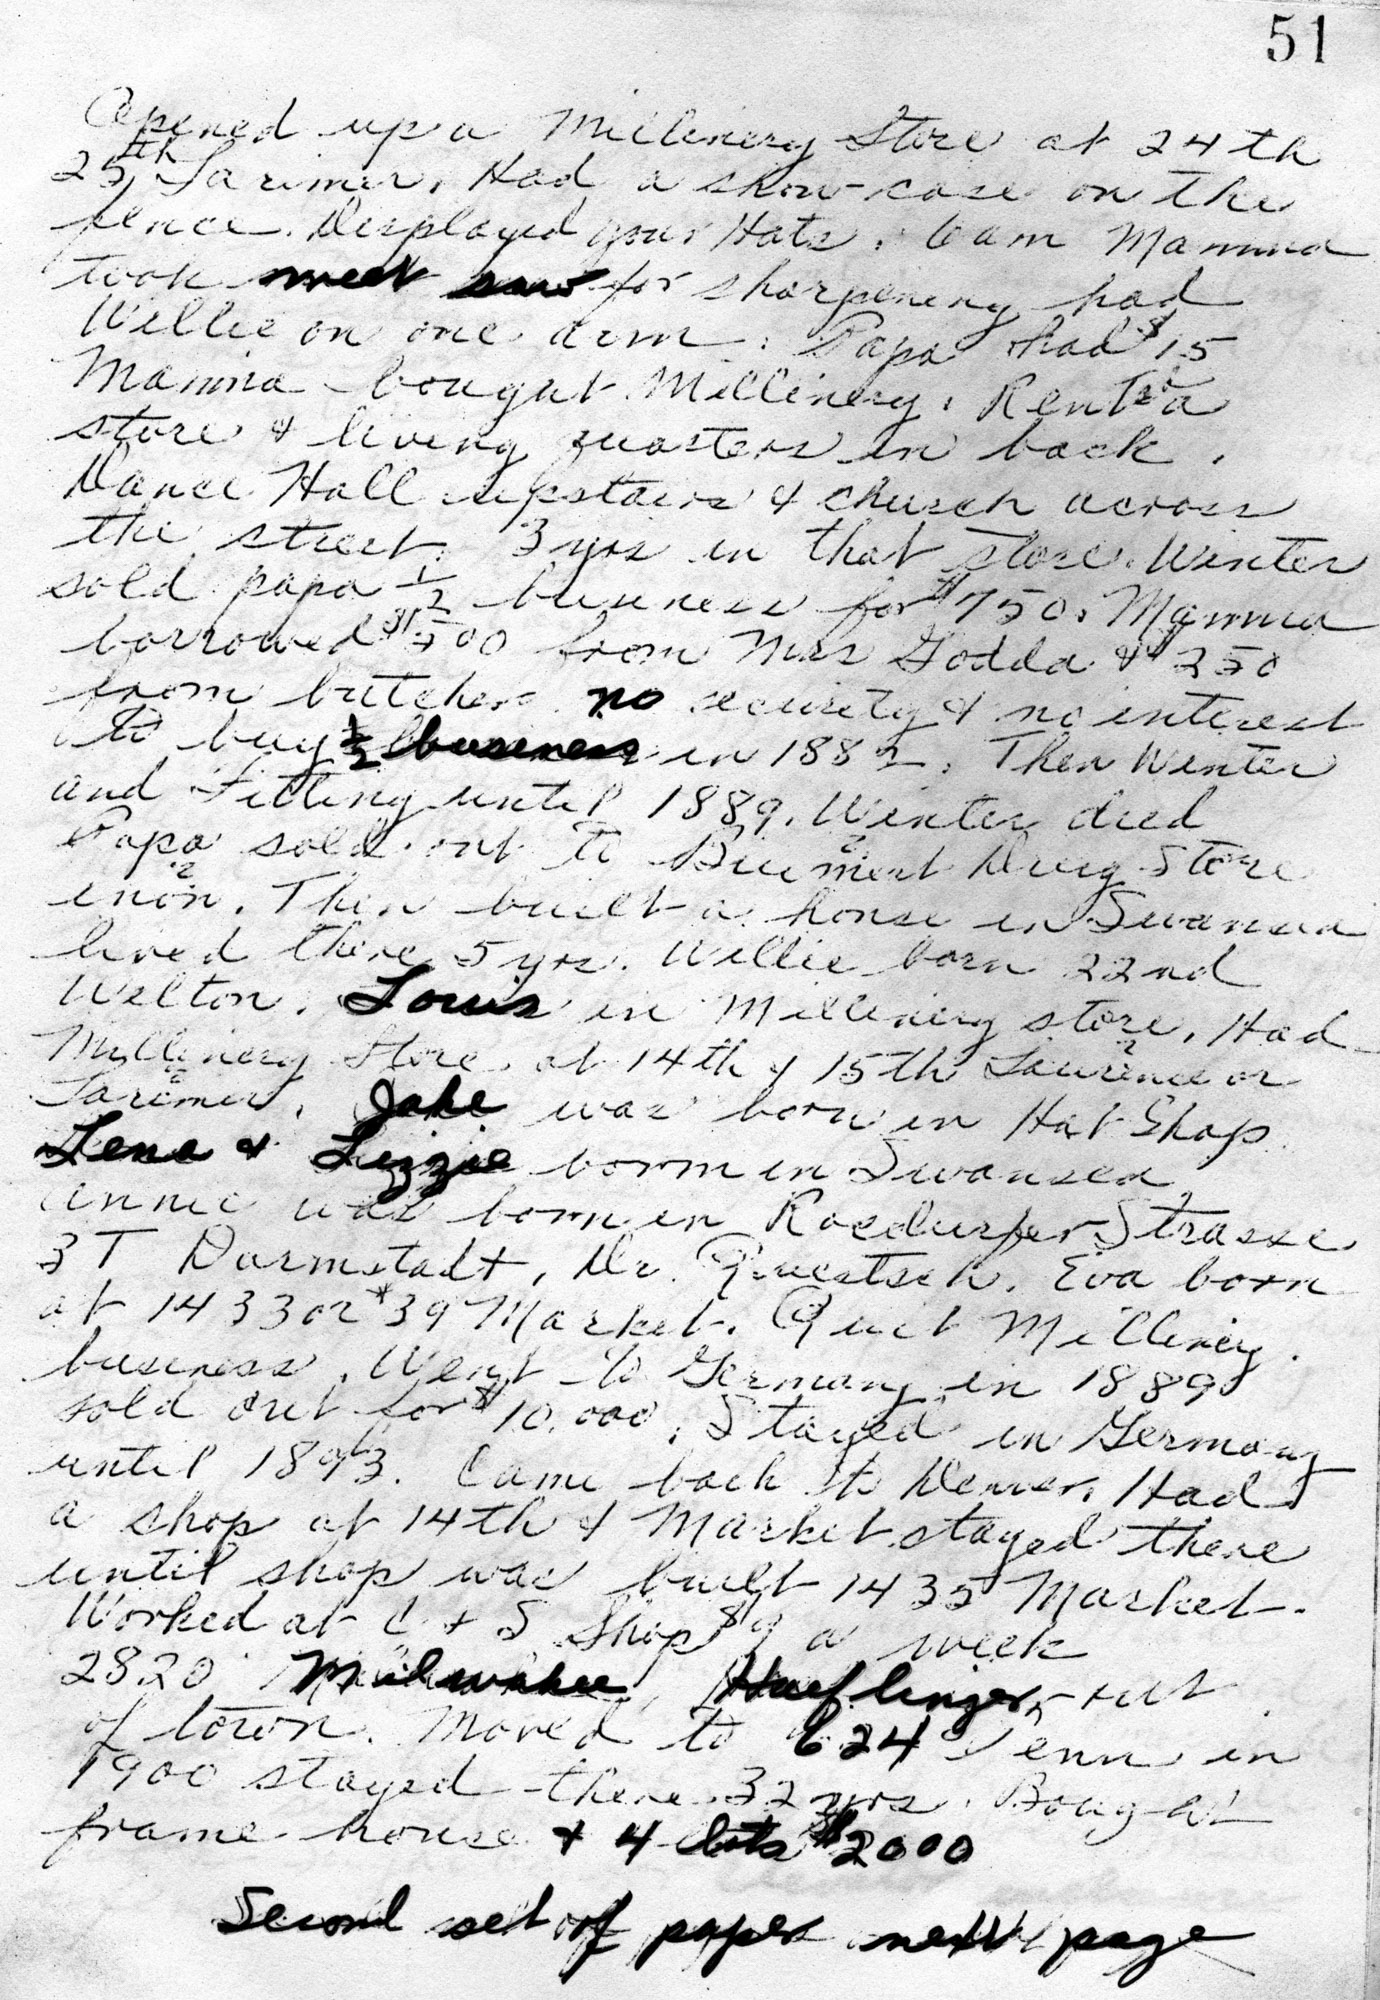 51
Opened up a Millinery Store at 24th
25th Larimer. Had a show-case on the
fence. Displayed your Hats. Mamma
took meat saw for sharpening had
Willie on one arm. Papa had $15
Mamma bought Millinery. Rented a
store & living quarters in back.
Dance Hall upstairs & church across
the street. 3 yrs in that store. Winter
sold papa 1/2 business for $750. Mamma
borrowed $500 from Mrs Godda & $250
from butcher no security & no interest
to buy 1/2 business in 1882. Then Winter
and Fitting until 1889. Winter died
Papa sold out to Drug Store
Then built a house in Swansea
lived there 5 yrs. Willie born 22nd
Welton. Louis in Millinery store. Had
Millinery Store at 14th & 15th Laurence or
Larimer. Jake was born in Hat Shop.
Lena & Lizzie born in Swansea
Annie was born in Roedurfer Strasse
3 T Darmstadt, Dr. Quetsch. Eva born
at 1433 or *39 Market. Quit Millinery
business. Went to Germany in 1889
sold out for $10,000. Stayed in Germany
until 1893. Came back to Denver. Had
a shop at 14th & Market stayed there
until shop was built 1435 Market.
Worked at C & S Shop $9 a week
2820 Milwakee, Hueflinger, out
of town. Moved to 624 Penn in
1900 stayed there 32 yrs. Bought
frame house & 4 lots $2000
Second set of paper next page